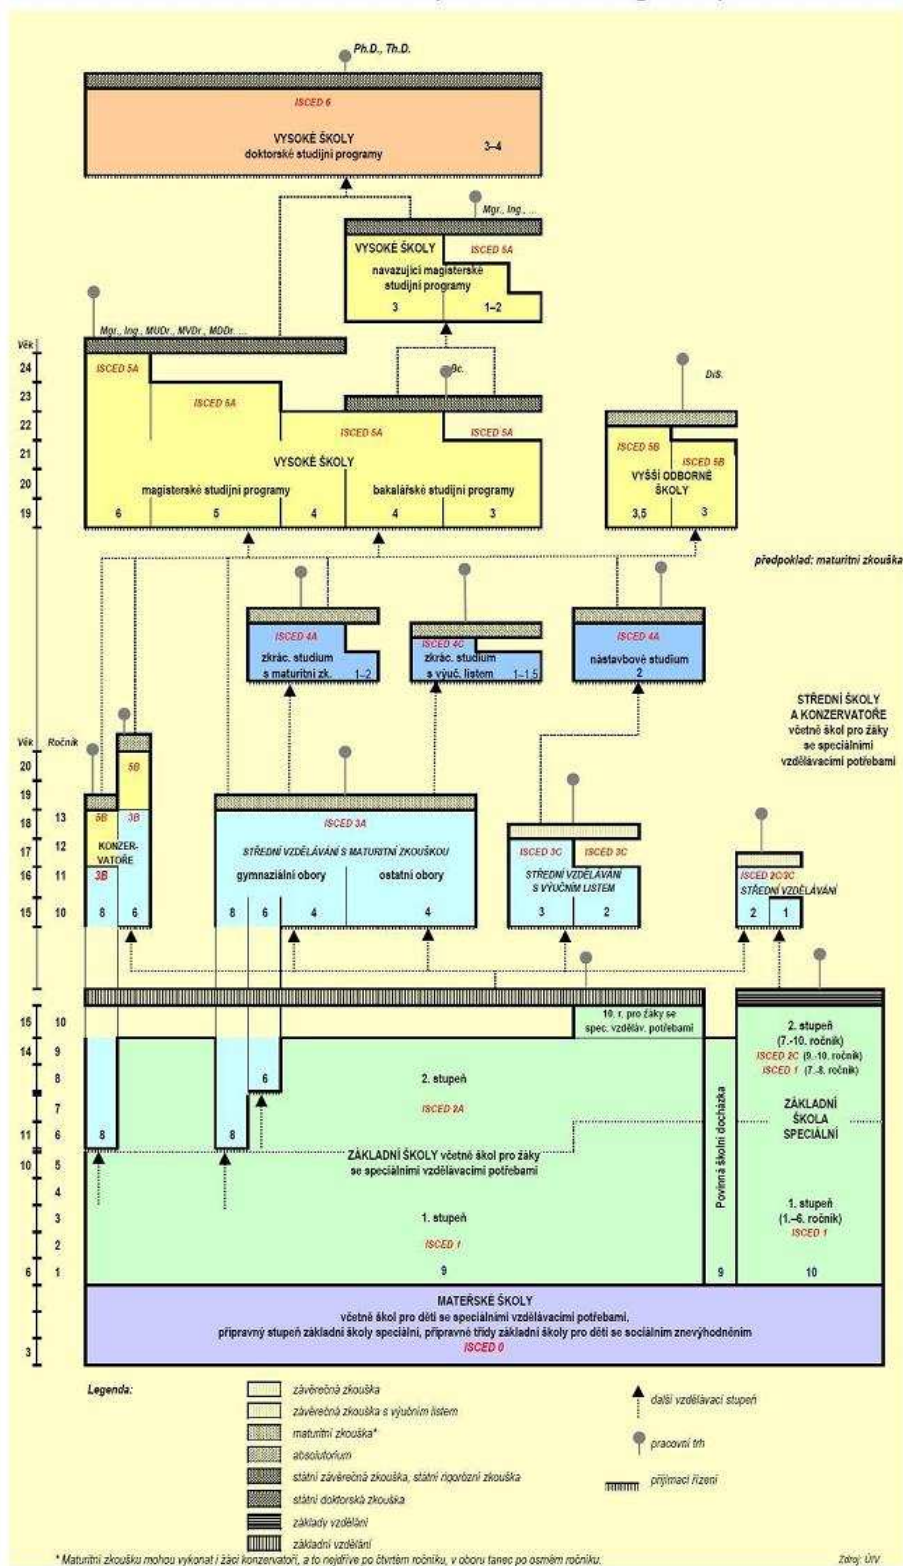 Ph.D., Th.D.
ISCED 6
VYSOKÉ ŠKOLY
doktorské studijní programy
3–4
Mgr., Ing., ...
VYSOKÉ ŠKOLY
ISCED 5A
navazující magisterské
studijní programy
3
1–2
Mgr., Ing., MUDr., MVDr., MDDr. ...
Bc.
DiS.
Věk
24
23
22
21
20
19
ISCED 5A
ISCED 5A
ISCED 5A
ISCED 5A
VYSOKÉ ŠKOLY
magisterské studijní programy
bakalářské studijní programy
6
5
4
4
3
ISCED 5B
ISCED 5B
VYŠŠÍ ODBORNÉ
ŠKOLY
3,5
3
předpoklad: maturitní zkouška
ISCED 4A
zkrác. studium
s maturitní zk.
1–2
ISCED 4C
zkrác. studium
s výuč. listem
1–1,5
ISCED 4A
nástavbové studium
2
STŘEDNÍ ŠKOLY
A KONZERVATOŘE
včetně škol pro žáky
se speciálními
vzdělávacími potřebami
Věk
Ročník
20
19
18 13
17 12
16 11
15 10
5B
5B
3B
KONZER-
VATOŘE
3B
8
6
ISCED 3A
STŘEDNÍ VZDĚLÁVÁNÍ S MATURITNÍ ZKOUŠKOU
gymnaziální obory
ostatní obory
8
6
4
4
ISCED 3C
ISCED 3C
STŘEDNÍ VZDĚLÁVÁNÍ
S VÝUČNÍM LISTEM
3
2
ISCED 2C/3C
STŘEDNÍ VZDĚLÁVÁNÍ
2
1
15 10
14 9
8
7
11 6
10 5
4
3
2
6 1
3
10. r. pro žáky se
spec. vzděláv. potřebami
8
8
6
2. stupeň
ISCED 2A
ZÁKLADNÍ ŠKOLY včetně škol pro žáky
se speciálními vzdělávacími potřebami
1. stupeň
ISCED 1
9
Povinná školní docházka
9
2. stupeň
(7.-10. ročník)
ISCED 2C (9.-10. ročník)
ISCED 1 (7.-8. ročník)
ZÁKLADNÍ
ŠKOLA
SPECIÁLNÍ
1. stupeň
(1.–6. ročník)
ISCED 1
10
MATEŘSKÉ ŠKOLY
včetně škol pro děti se speciálními vzdělávacími potřebami,
přípravný stupeň základní školy speciální, přípravné třídy základní školy pro děti se sociálním znevýhodněním
ISCED 0
Legenda:
závěrečná zkouška
závěrečná zkouška s výučním listem
maturitní zkouška*
absolutorium
státní závěrečná zkouška, státní rigorózní zkouška
státní doktorská zkouška
základy vzdělání
základní vzdělání
další vzdělávací stupeň
pracovní trh
přijímací řízení
* Maturitní zkoušku mohou vykonat i žáci konzervatoří, a to nejdříve po čtvrtém ročníku, v oboru tanec po osmém ročníku.
Zdroj: ÚIV